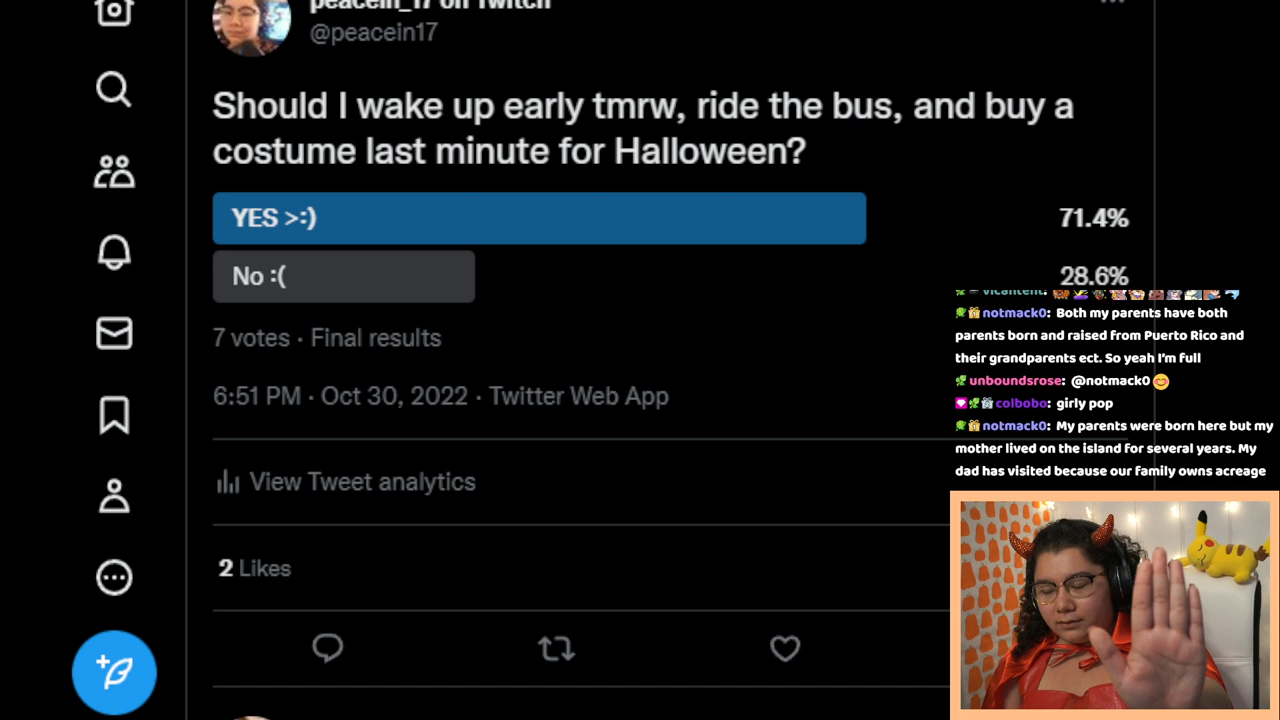 peacein_17 on Twitch
@peacein17
Should I wake up early tmrw, ride the bus, and buy a
costume last minute for Halloween?
YES >:)
71.4%
No :(
28.6%
7 votes · Final results
6:51 PM · Oct 30, 2022 · Twitter Web App
View Tweet analytics
2 Likes
vicantent:
notmack0: Both my parents have both
parents born and raised from Puerto Rico and
their grandparents ect. So yeah I'm full
unboundsrose: @notmack0
colbobo: girly pop
notmack0: My parents were born here but my
mother lived on the island for several years. My
dad has visited because our family owns acreage